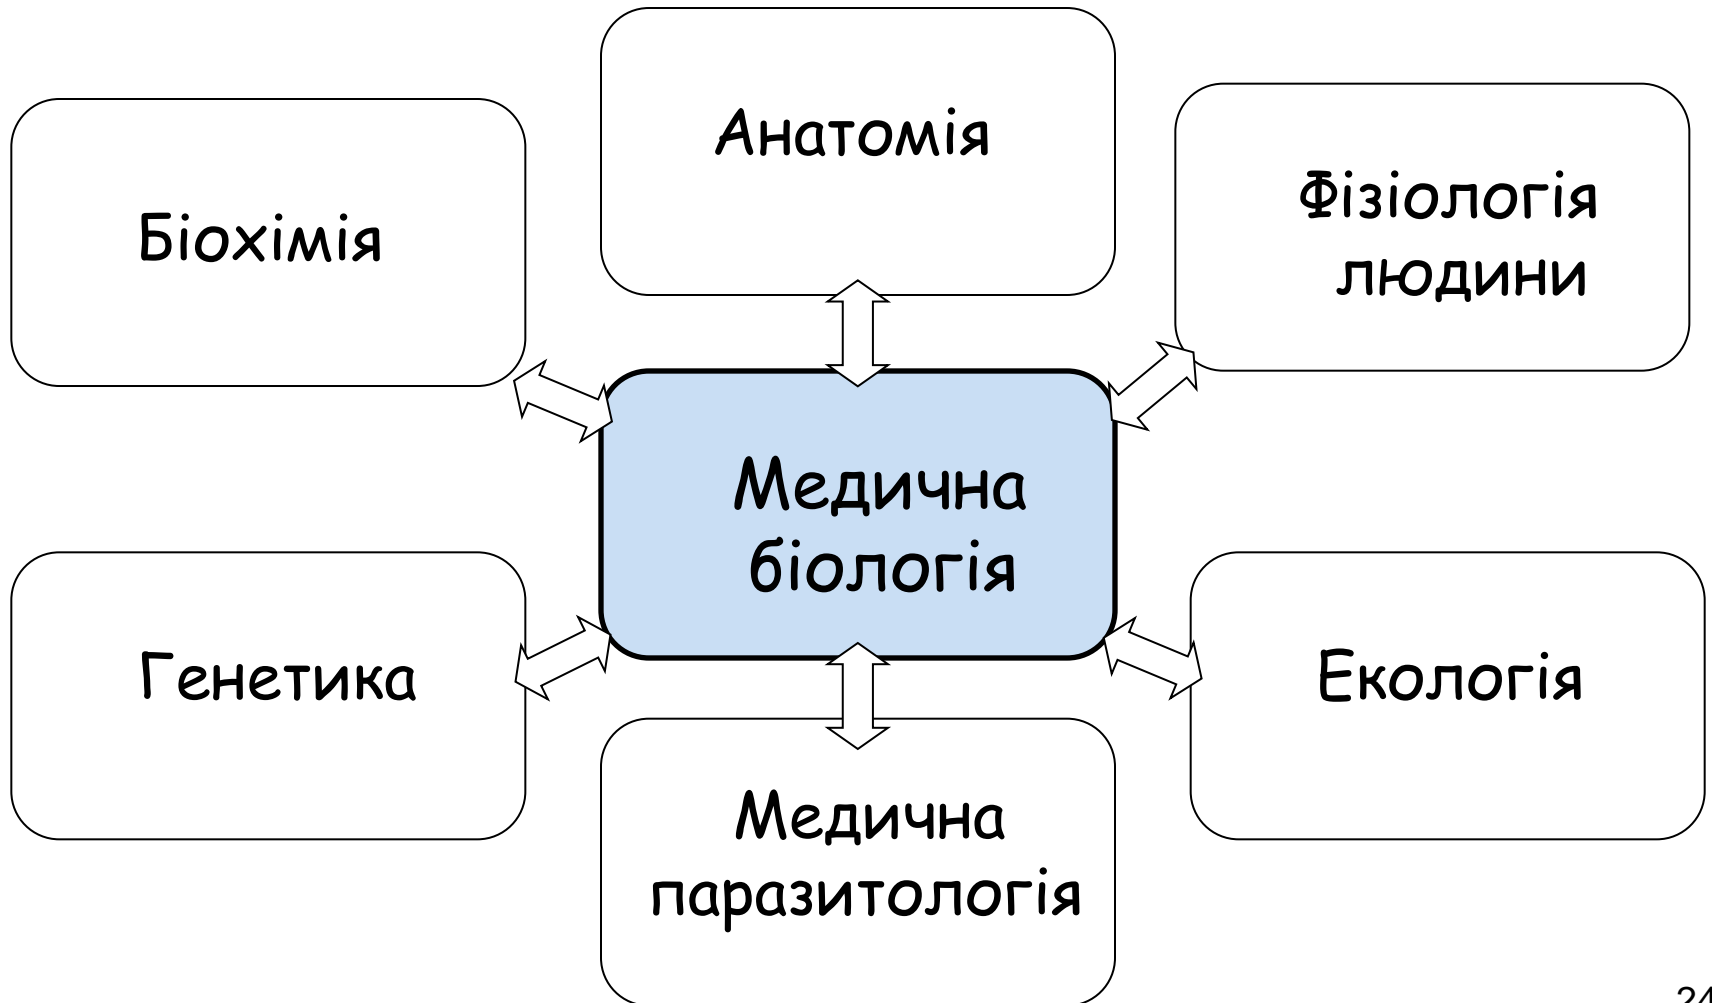 Анатомія
Біохімія
Фізіологія
людини
Медична
біологія
Генетика
Екологія
Медична
паразитологія
24